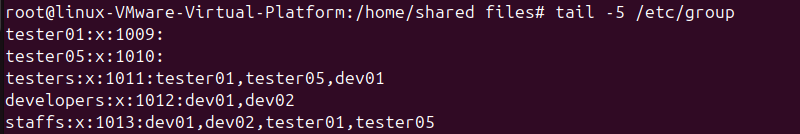 root@linux-VMware-Virtual-Platform:/home/shared files# tail -5 /etc/group
tester01:x:1009:
tester05:x:1010:
testers:x:1011:tester01,tester05,dev01
developers:x:1012:dev01,dev02
staffs:x:1013:dev01,dev02,tester01,tester05